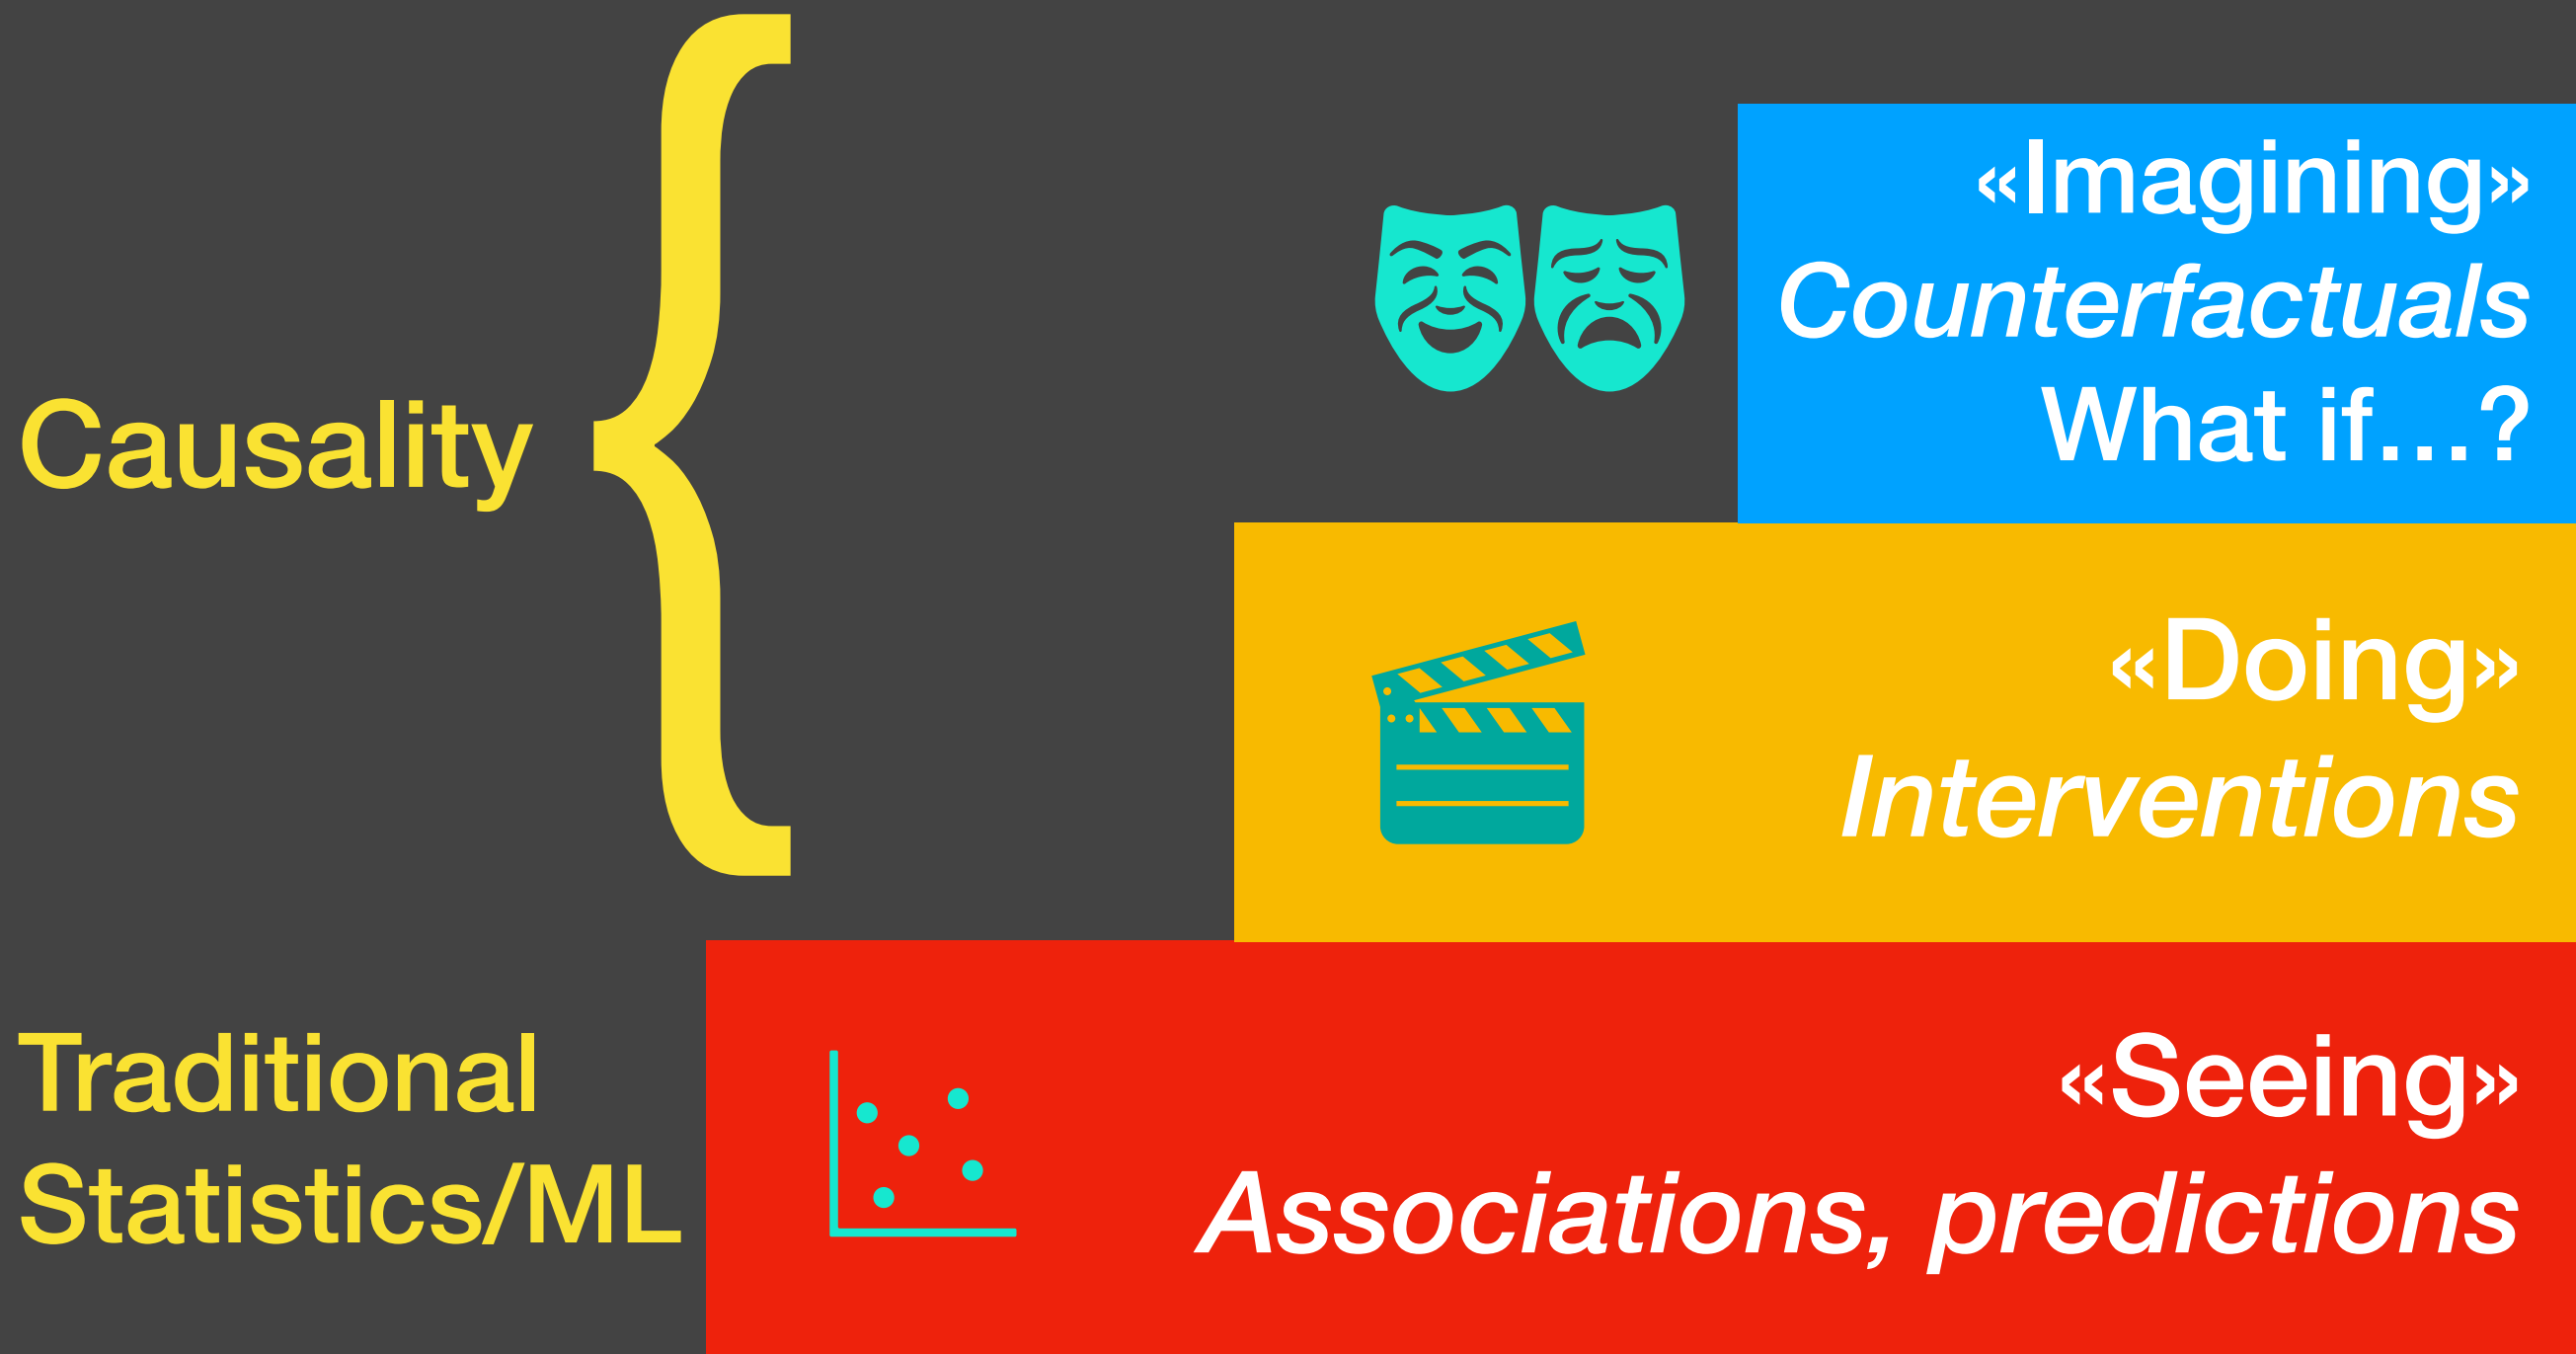 Causality
«Imagining»
Counterfactuals
What if...?
«Doing»
Interventions
Traditional
Statistics/ML
«Seeing»
Associations, predictions